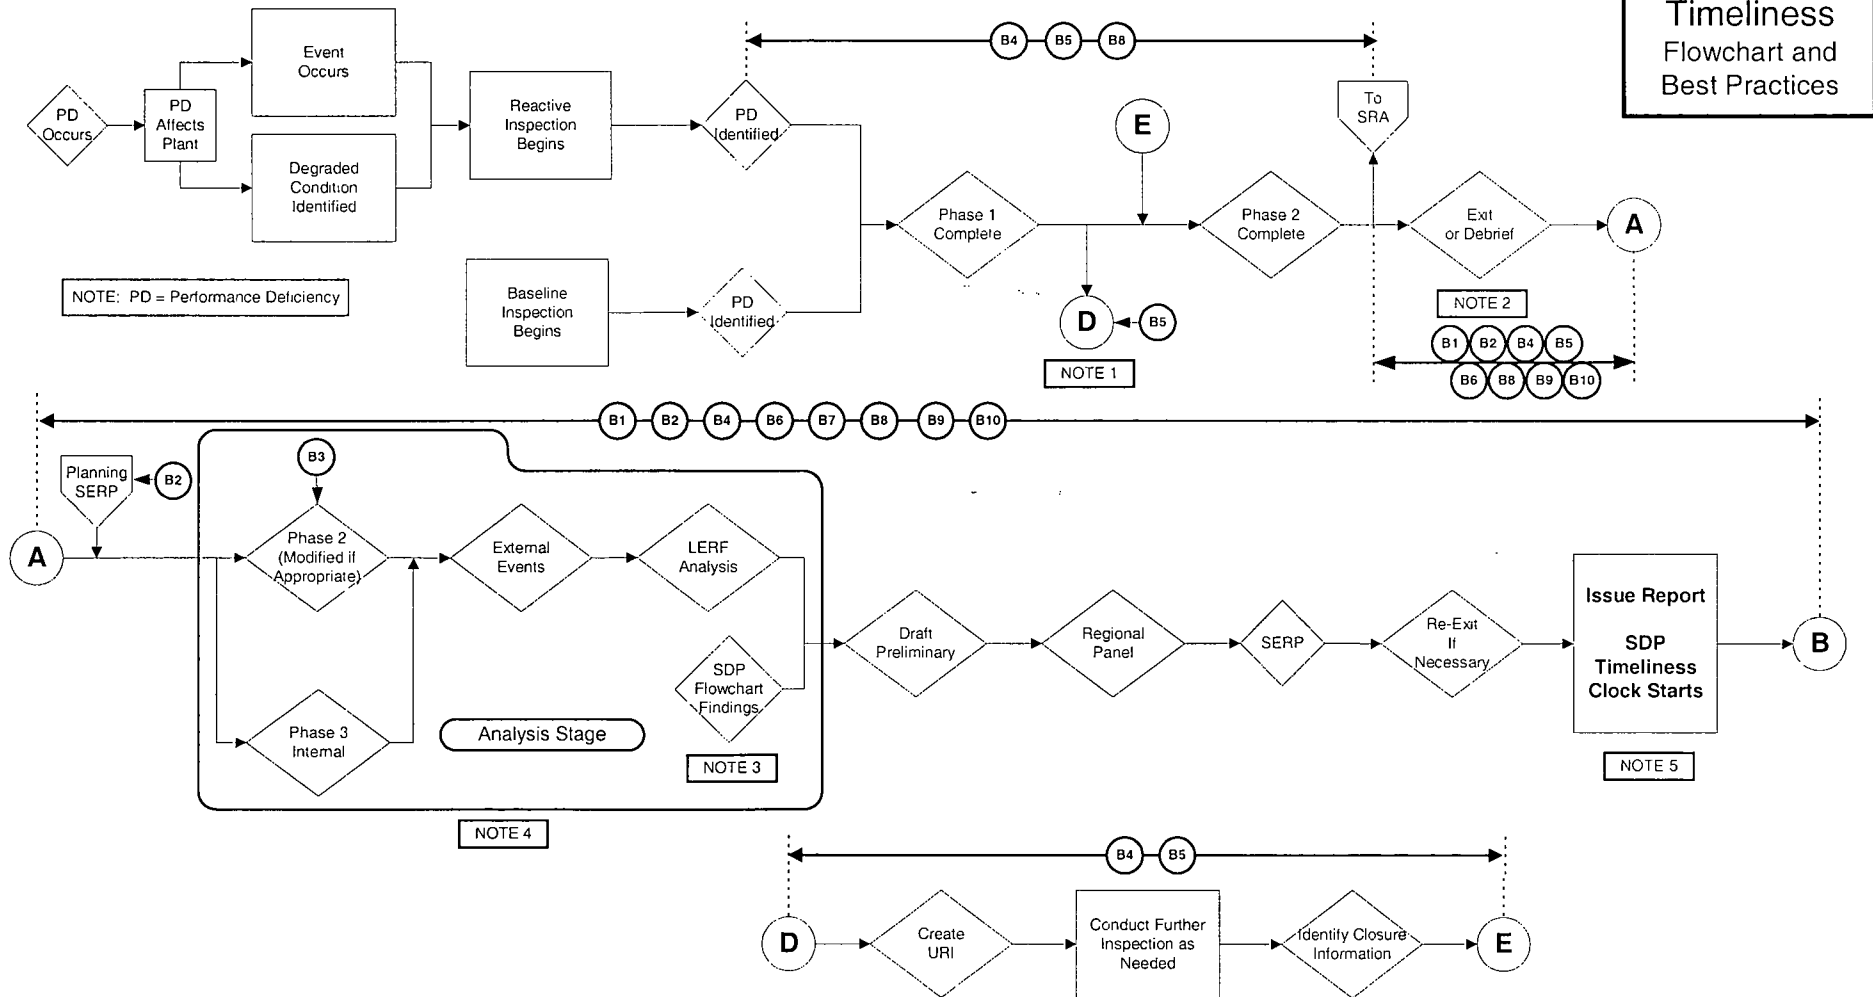 Timeliness
Flowchart and
Best Practices
B4
B5
B8
PD
Occurs
PD
Affects
Plant
Event
Occurs
Degraded
Condition
Identified
Reactive
Inspection
Begins
PD
Identified
E
To
SRA
Phase 1
Complete
Phase 2
Complete
Exit
or Debrief
A
NOTE: PD = Performance Deficiency
Baseline
Inspection
Begins
PD
Identified
D
B5
NOTE 1
NOTE 2
B1
B2
B4
B5
B6
B8
B9
B10
B1
B2
B4
B6
B7
B8
B9
B10
Planning
SERP
B2
B3
A
Phase 2
(Modified if
Appropriate)
External
Events
LERF
Analysis
Phase 3
Internal
Analysis Stage
SDP
Flowchart
Findings
NOTE 3
NOTE 4
Draft
Preliminary
Regional
Panel
SERP
Re-Exit
If
Necessary
Issue Report
SDP
Timeliness
Clock Starts
NOTE 5
B
B4
B5
D
Create
URI
Conduct Further
Inspection as
Needed
Identify Closure
Information
E